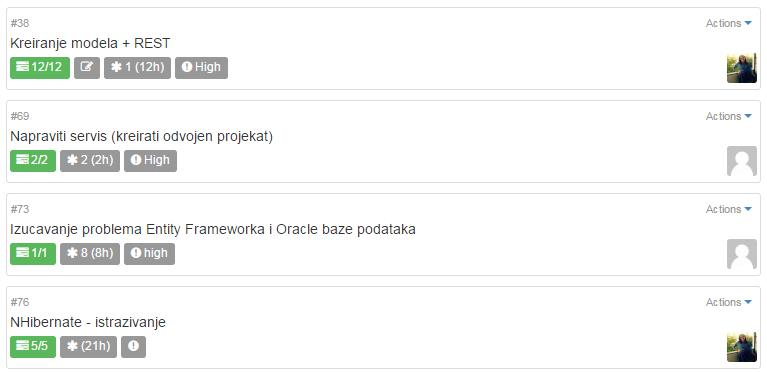 #38 Actions
Kreiranje modela + REST
12/12 1 (12h) High
#69 Actions
Napraviti servis (kreirati odvojen projekat)
2/2 2 (2h) High
#73 Actions
Izucavanje problema Entity Frameworka i Oracle baze podataka
1/1 8 (8h) high
#76 Actions
NHibernate - istrazivanje
5/5 (21h)